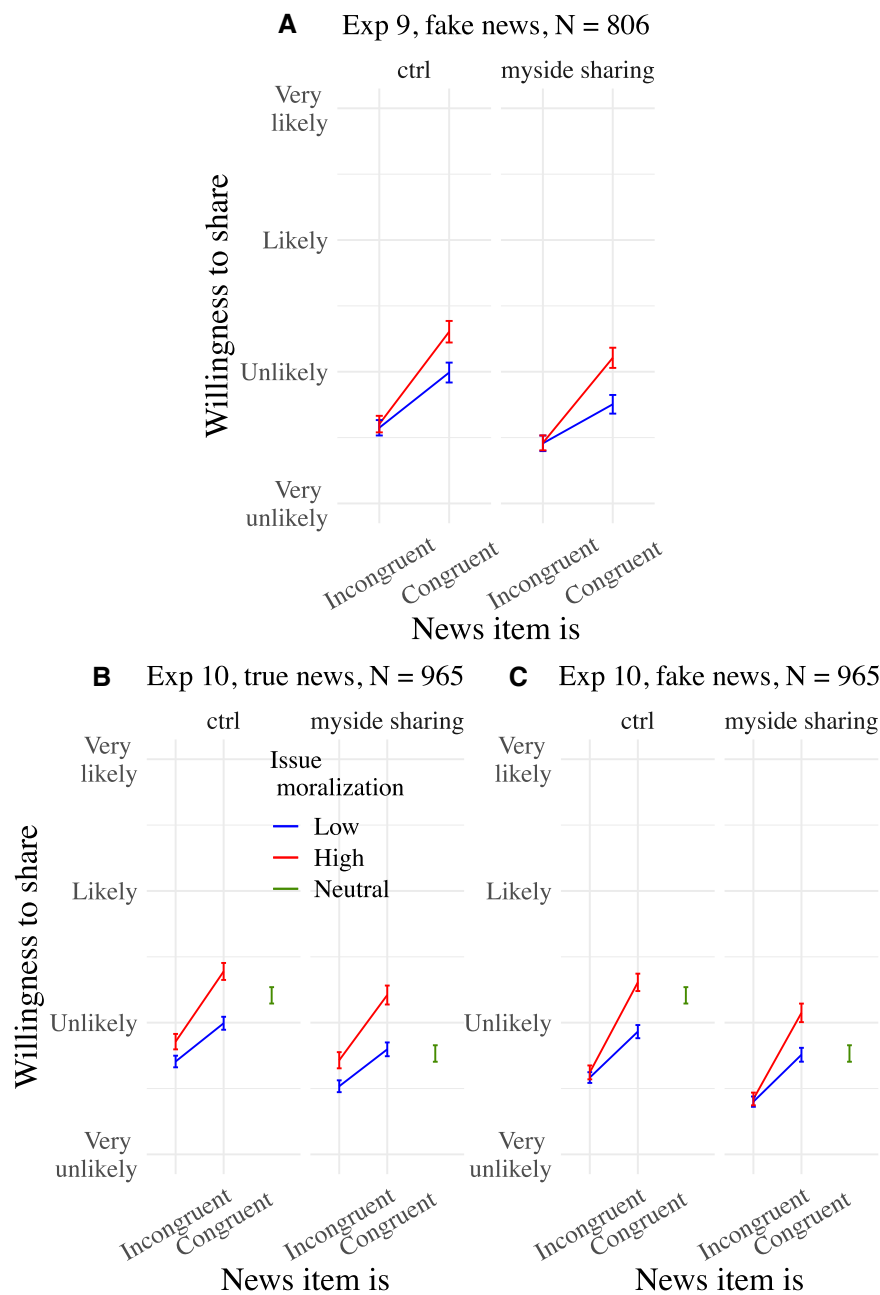 A Exp 9, fake news, N = 806
ctrl myside sharing
Very
likely
Likely
Unlikely
Very
unlikely
Willingness to share
Incongruent Congruent Incongruent Congruent
News item is
B Exp 10, true news, N = 965
ctrl myside sharing
Very
likely
Likely
Unlikely
Very
unlikely
Willingness to share
Issue
moralization
Low
High
Neutral
Incongruent Congruent Incongruent Congruent
News item is
C Exp 10, fake news, N = 965
ctrl myside sharing
Very
likely
Likely
Unlikely
Very
unlikely
Incongruent Congruent Incongruent Congruent
News item is